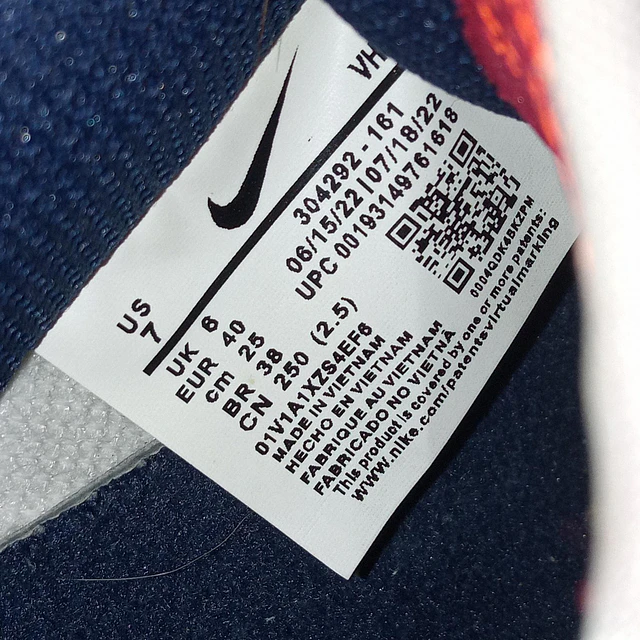 VH
304292-161
06/15/22|07/18/22
UPC 00193149761618
0004QDK45KZPM
US
7
UK 6
EUR 40
cm 25
BR 38
CN 250 (2.5)
01V1A1XZS4EF6
MADE IN VIETNAM
HECHO EN VIETNAM
FABRIQUE AU VIETNAM
FABRICADO NO VIETNA
This product is covered by one or more patents:
www.nike.com/patentsvirtualmarking